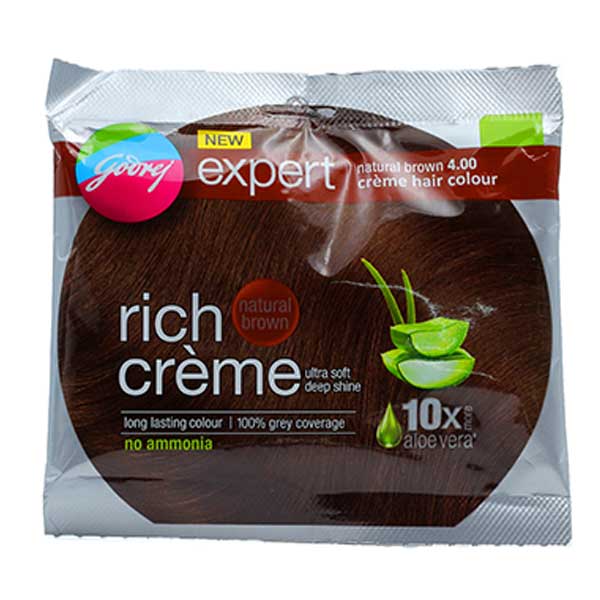 Godrej
NEW
expert
natural brown 4.00
crème hair colour
natural
brown
rich
crème
ultra soft
deep shine
long lasting colour | 100% grey coverage
no ammonia
10x
more
aloe vera*